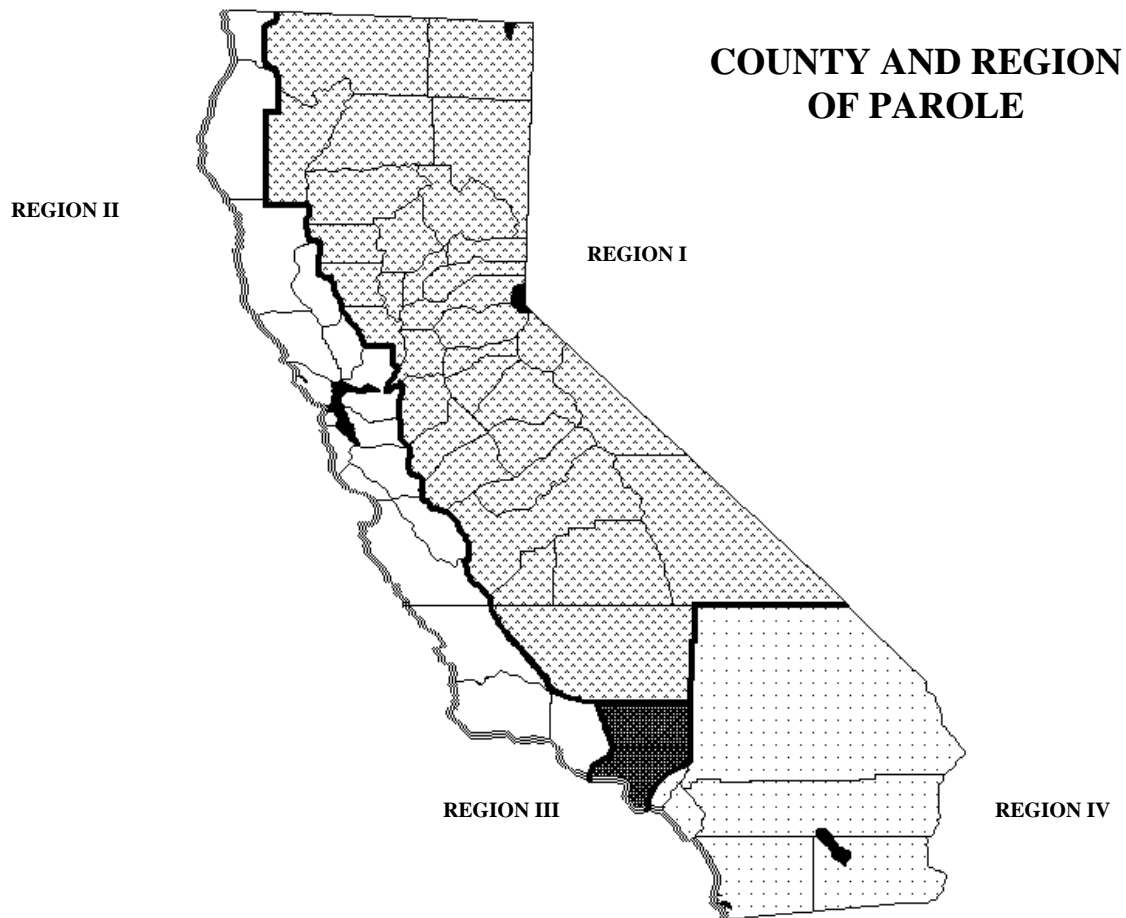 COUNTY AND REGION
OF PAROLE
REGION II
REGION I
REGION III
REGION IV